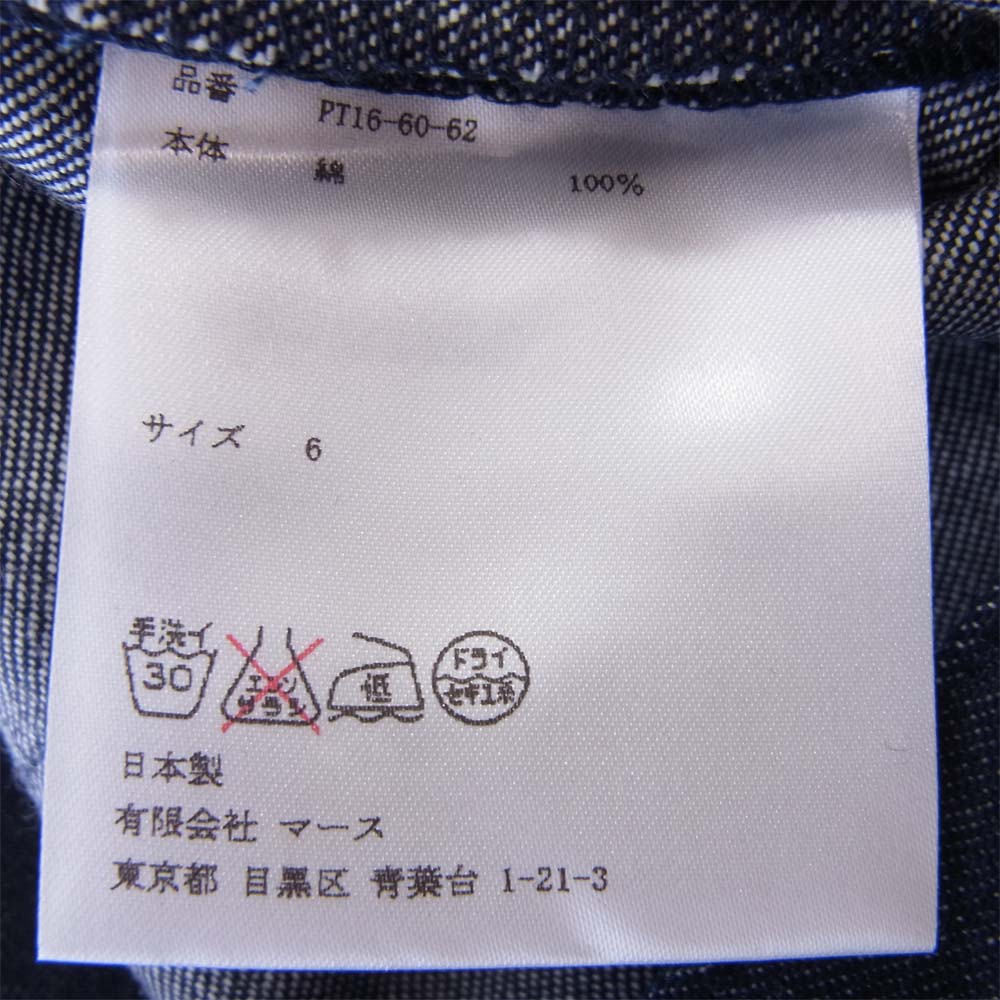 品番 PT16-60-62
本体 綿 100%
サイズ 6
手洗イ
30
エンソ
サラシ
低
ドライ
セキユ系
日本製
有限会社 マース
東京都 目黒区 青葉台 1-21-3